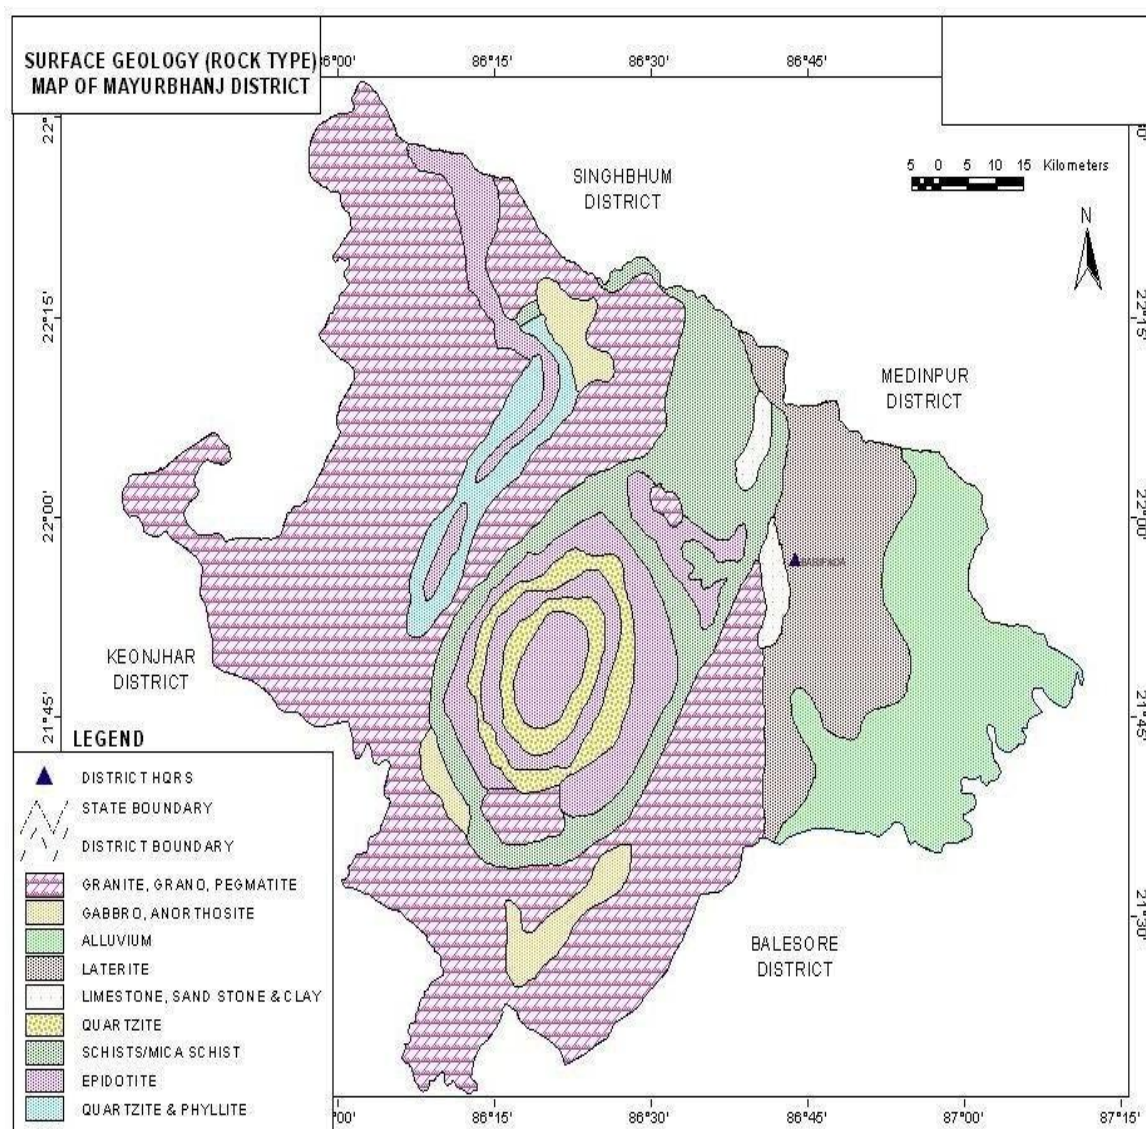 SURFACE GEOLOGY (ROCK TYPE)
MAP OF MAYURBHANJ DISTRICT
86°00'
86°15'
86°30'
86°45'
22°
SINGHBHUM
DISTRICT
5 0 5 10 15 Kilometers
N
22°15'
22°15'
MEDINPUR
DISTRICT
22°00'
22°00'
BARIPADA
KEONJHAR
DISTRICT
21°45'
21°45'
LEGEND
DISTRICT HQRS
STATE BOUNDARY
DISTRICT BOUNDARY
GRANITE, GRANO, PEGMATITE
GABBRO, ANORTHOSITE
ALLUVIUM
LATERITE
LIMESTONE, SAND STONE & CLAY
QUARTZITE
SCHISTS/MICA SCHIST
EPIDOTITE
QUARTZITE & PHYLLITE
21°30'
BALESORE
DISTRICT
°00'
86°15'
86°30'
86°45'
87°00'
87°15'